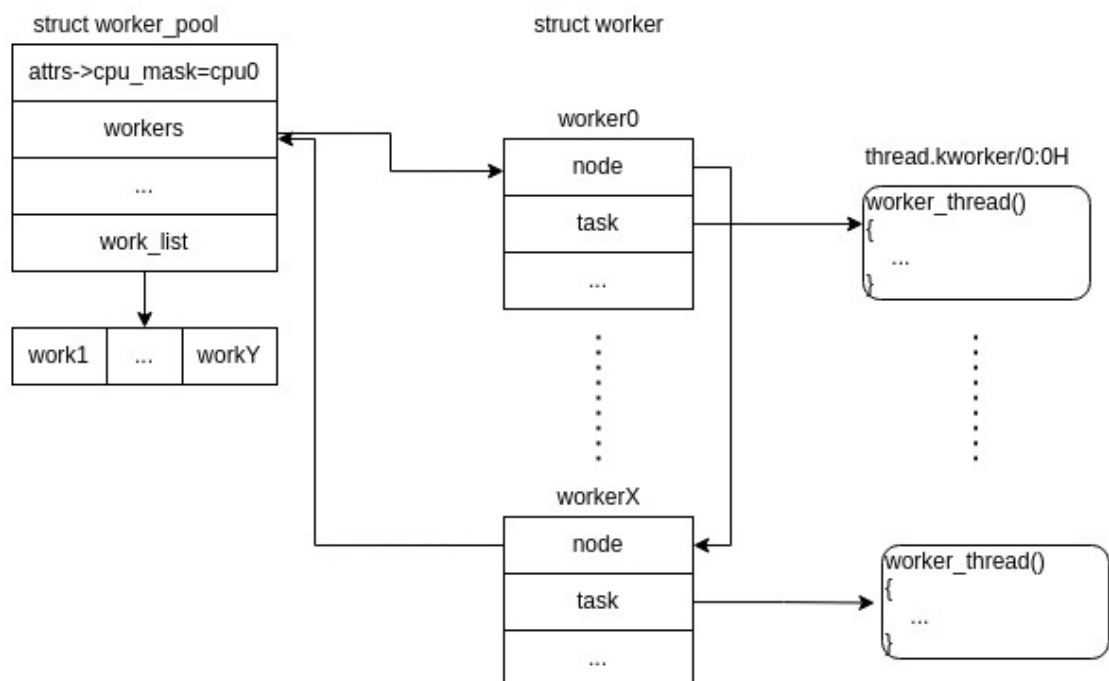 struct worker_pool
struct worker
attrs->cpu_mask=cpu0
workers
...
work_list
work1 ... workY
worker0
node
task
...
thread.kworker/0:0H
worker_thread()
{
...
}
workerX
node
task
...
worker_thread()
{
...
}